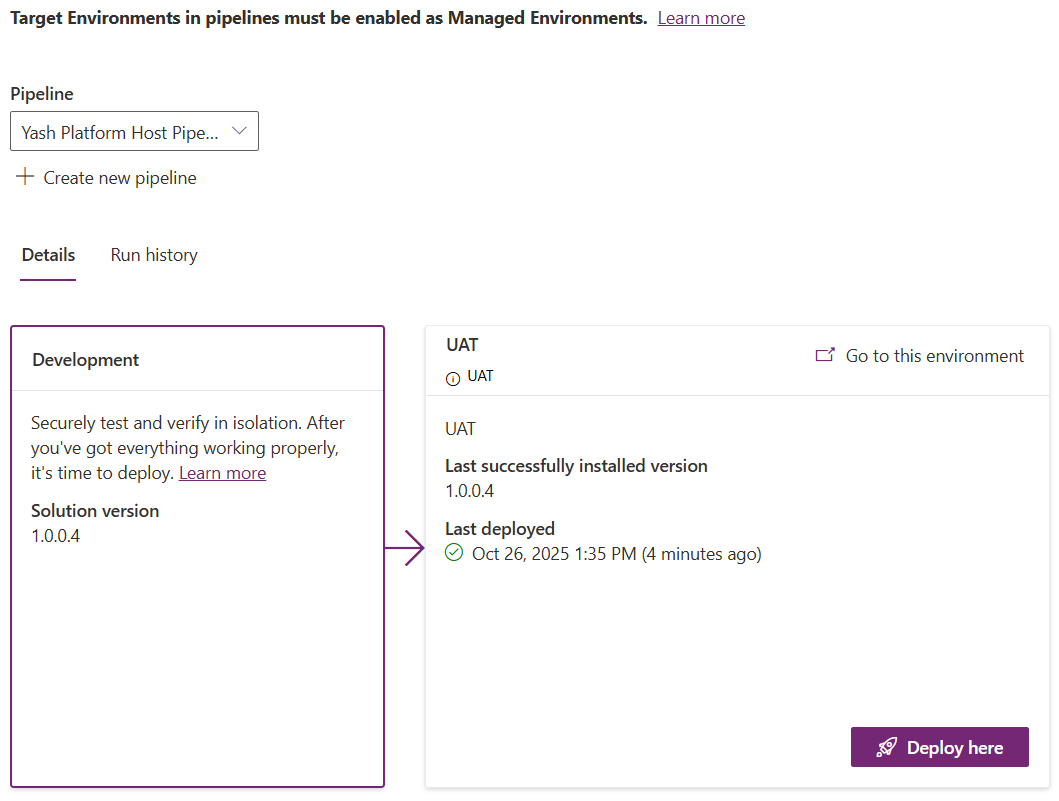 Target Environments in pipelines must be enabled as Managed Environments. Learn more
Pipeline
Yash Platform Host Pipe...
Create new pipeline
Details Run history
Development
Securely test and verify in isolation. After
you've got everything working properly,
it's time to deploy. Learn more
Solution version
1.0.0.4
UAT
UAT
Go to this environment
UAT
Last successfully installed version
1.0.0.4
Last deployed
Oct 26, 2025 1:35 PM (4 minutes ago)
Deploy here